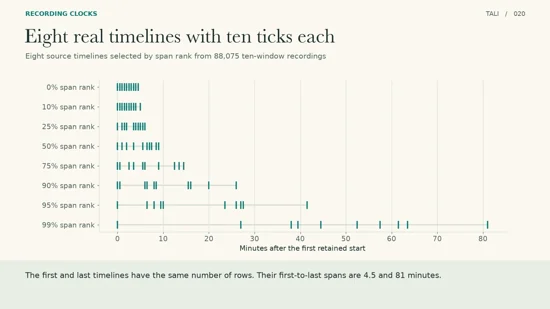 RECORDING CLOCKS
TALI / 020
Eight real timelines with ten ticks each
Eight source timelines selected by span rank from 88,075 ten-window recordings
0% span rank
10% span rank
25% span rank
50% span rank
75% span rank
90% span rank
95% span rank
99% span rank
0 10 20 30 40 50 60 70 80
Minutes after the first retained start
The first and last timelines have the same number of rows. Their first-to-last spans are 4.5 and 81 minutes.